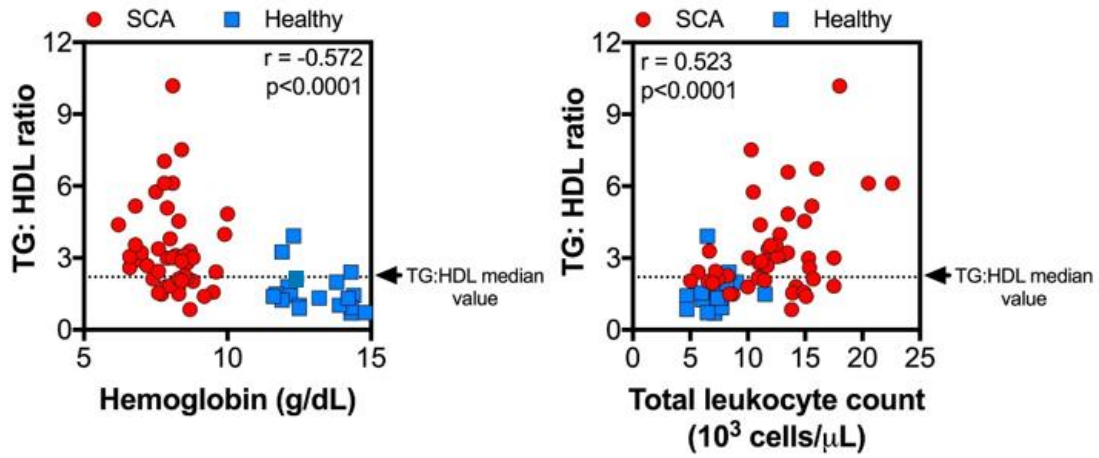 SCA Healthy
12
9
6
3
0
TG: HDL ratio
r = -0.572
p<0.0001
TG:HDL median
value
5 10 15
Hemoglobin (g/dL)
SCA Healthy
12
9
6
3
0
TG: HDL ratio
r = 0.523
p<0.0001
TG:HDL median
value
0 5 10 15 20 25
Total leukocyte count
(10³ cells/μL)